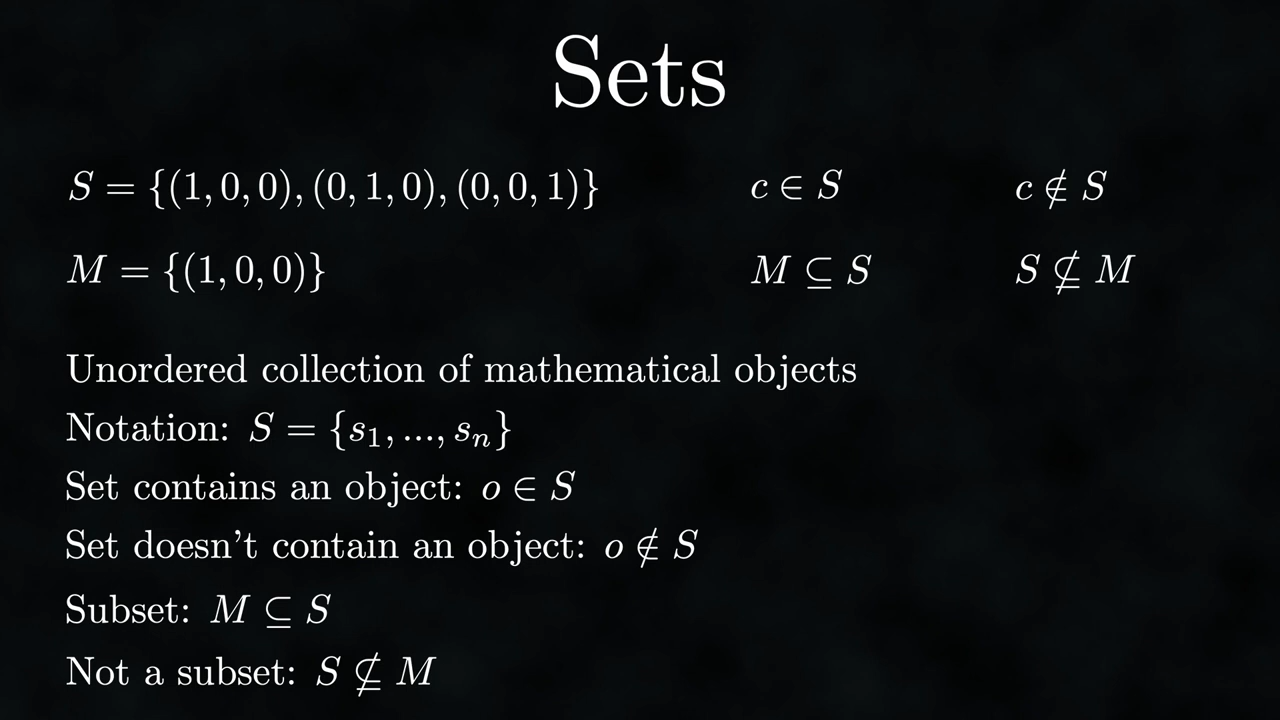 Sets
S = {(1, 0, 0), (0, 1, 0), (0, 0, 1)} c ∈ S c ∉ S
M = {(1, 0, 0)} M ⊆ S S ⊈ M
Unordered collection of mathematical objects
Notation: S = {s₁, ..., sₙ}
Set contains an object: o ∈ S
Set doesn't contain an object: o ∉ S
Subset: M ⊆ S
Not a subset: S ⊈ M